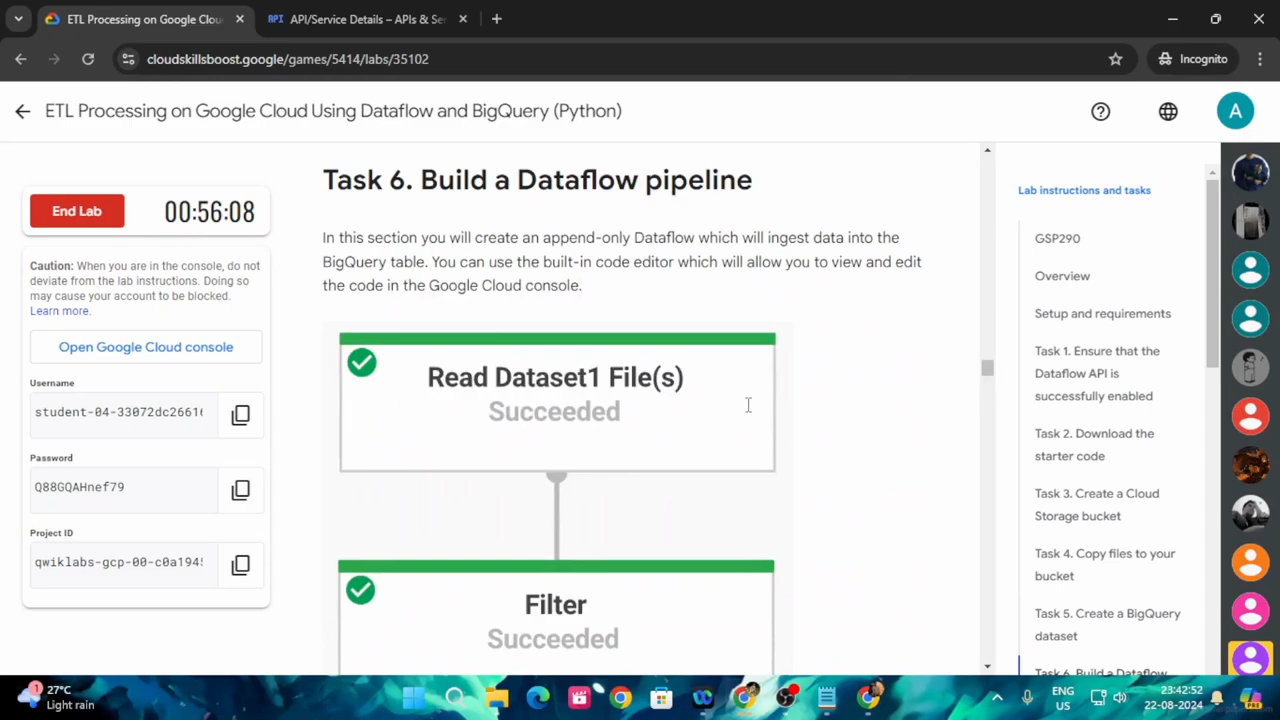 ETL Processing on Google Clou
API/Service Details – APIs & Se
cloudskillsboost.google/games/5414/labs/35102
Incognito
ETL Processing on Google Cloud Using Dataflow and BigQuery (Python)
A
End Lab
00:56:08
Caution: When you are in the console, do not
deviate from the lab instructions. Doing so
may cause your account to be blocked.
Learn more.
Open Google Cloud console
Username
student-04-33072dc26616
Password
Q88GQAHnef79
Project ID
qwiklabs-gcp-00-c0a1945
Task 6. Build a Dataflow pipeline
In this section you will create an append-only Dataflow which will ingest data into the
BigQuery table. You can use the built-in code editor which will allow you to view and edit
the code in the Google Cloud console.
Read Dataset1 File(s)
Succeeded
Filter
Succeeded
Lab instructions and tasks
GSP290
Overview
Setup and requirements
Task 1. Ensure that the
Dataflow API is
successfully enabled
Task 2. Download the
starter code
Task 3. Create a Cloud
Storage bucket
Task 4. Copy files to your
bucket
Task 5. Create a BigQuery
dataset
Task 6. Build a Dataflow
1
27°C
Light rain
ENG
US
23:42:52
22-08-2024
PRE